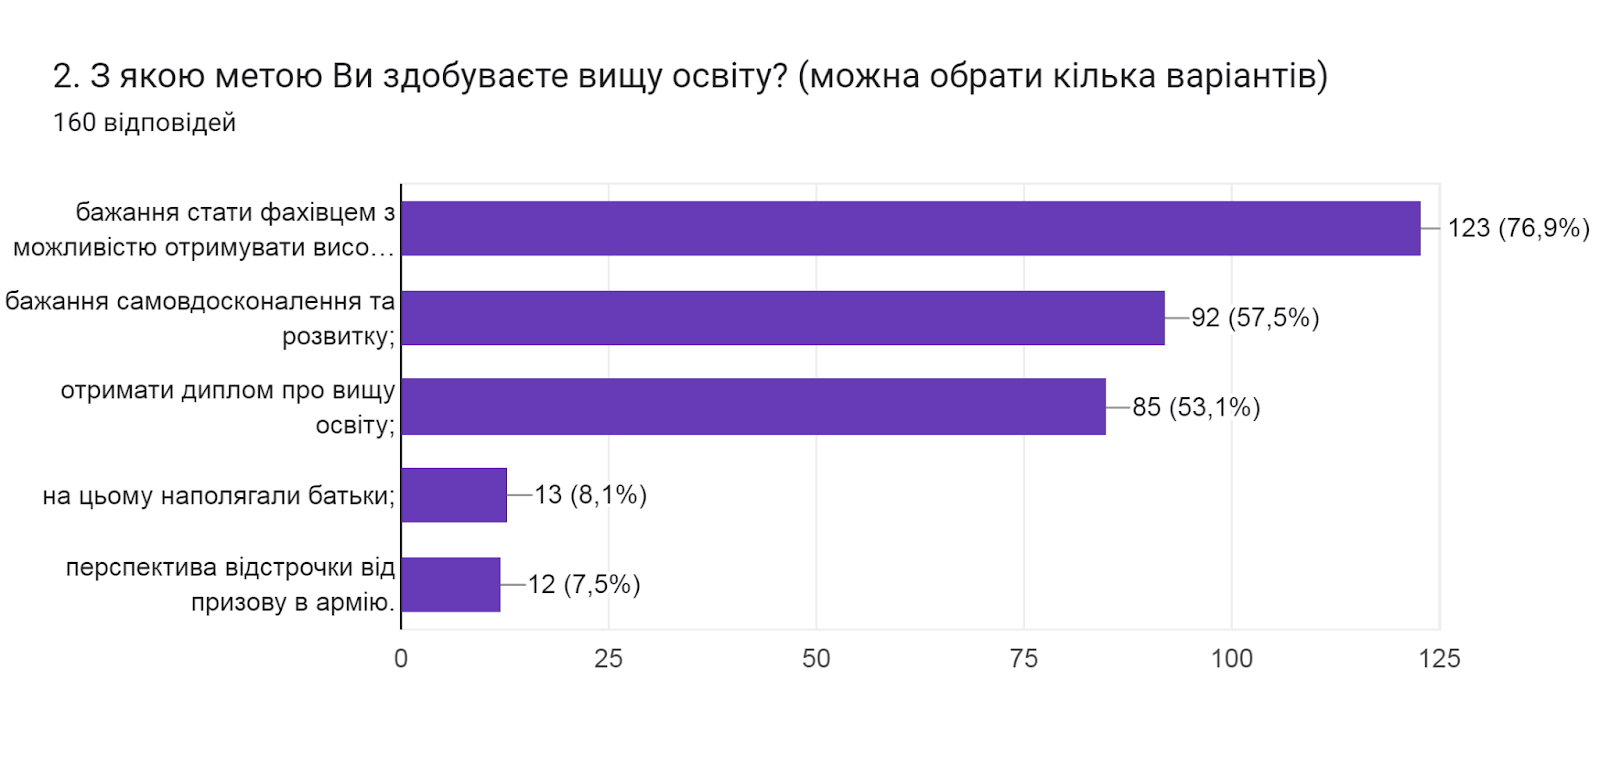 2. З якою метою Ви здобуваєте вищу освіту? (можна обрати кілька варіантів)
160 відповідей
бажання стати фахівцем з
можливістю отримувати висо…
123 (76,9%)
бажання самовдосконалення та
розвитку;
92 (57,5%)
отримати диплом про вищу
освіту;
85 (53,1%)
на цьому наполягали батьки;
13 (8,1%)
перспектива відстрочки від
призову в армію.
12 (7,5%)
0 25 50 75 100 125